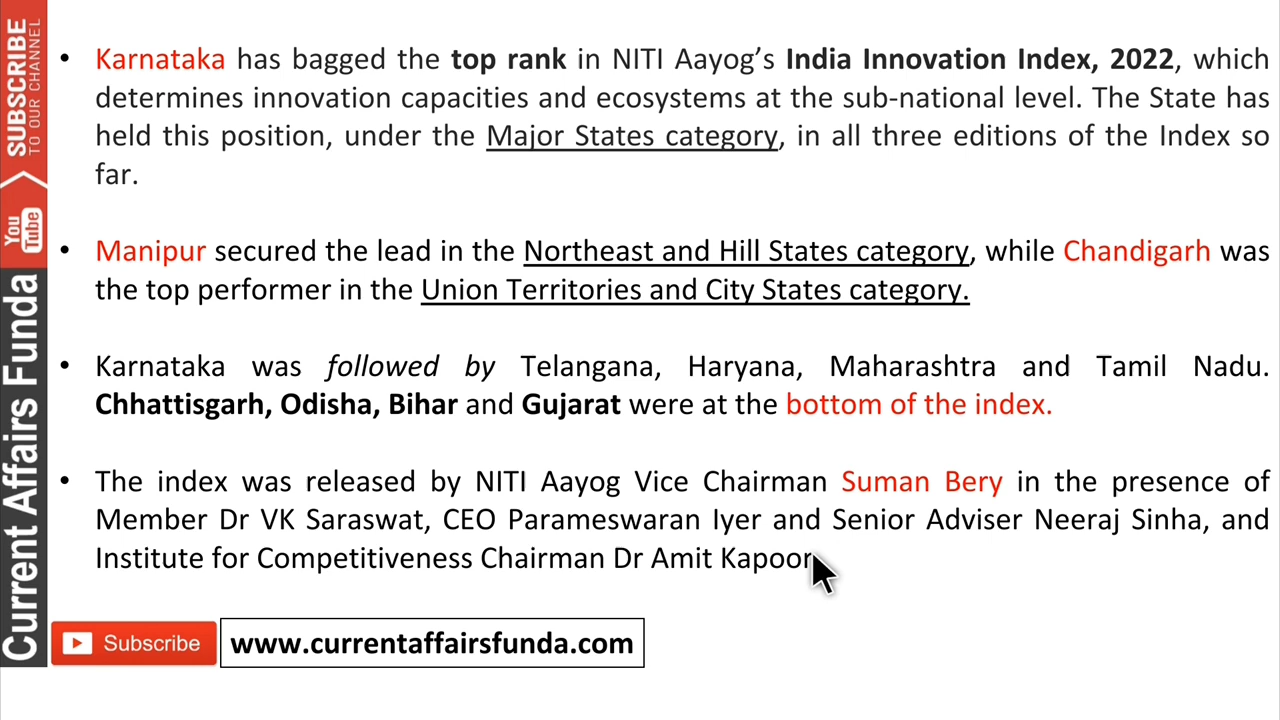 • Karnataka has bagged the top rank in NITI Aayog’s India Innovation Index, 2022, which
determines innovation capacities and ecosystems at the sub-national level. The State has
held this position, under the Major States category, in all three editions of the Index so
far.
• Manipur secured the lead in the Northeast and Hill States category, while Chandigarh was
the top performer in the Union Territories and City States category.
• Karnataka was followed by Telangana, Haryana, Maharashtra and Tamil Nadu.
Chhattisgarh, Odisha, Bihar and Gujarat were at the bottom of the index.
• The index was released by NITI Aayog Vice Chairman Suman Bery in the presence of
Member Dr VK Saraswat, CEO Parameswaran Iyer and Senior Adviser Neeraj Sinha, and
Institute for Competitiveness Chairman Dr Amit Kapoor
Subscribe
www.currentaffairsfunda.com
SUBSCRIBE
TO OUR CHANNEL
You
Tube
Current Affairs Funda